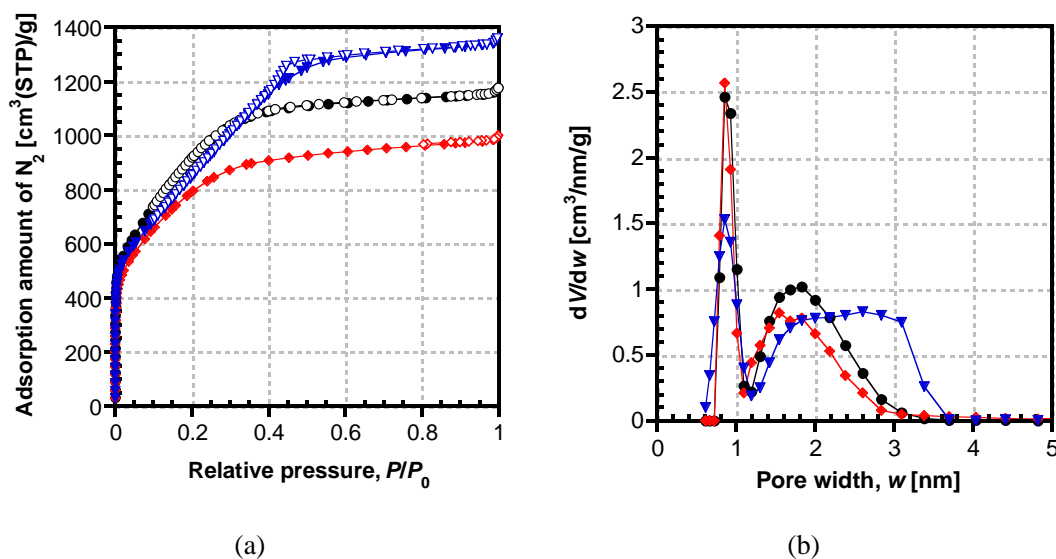 1400
1200
1000
800
600
400
200
0
0 0.2 0.4 0.6 0.8 1
Adsorption amount of N2 [cm3(STP)/g]
Relative pressure, P/P0
(a)
3
2.5
2
1.5
1
0.5
0
0 1 2 3 4 5
dV/dw [cm3/nm/g]
Pore width, w [nm]
(b)